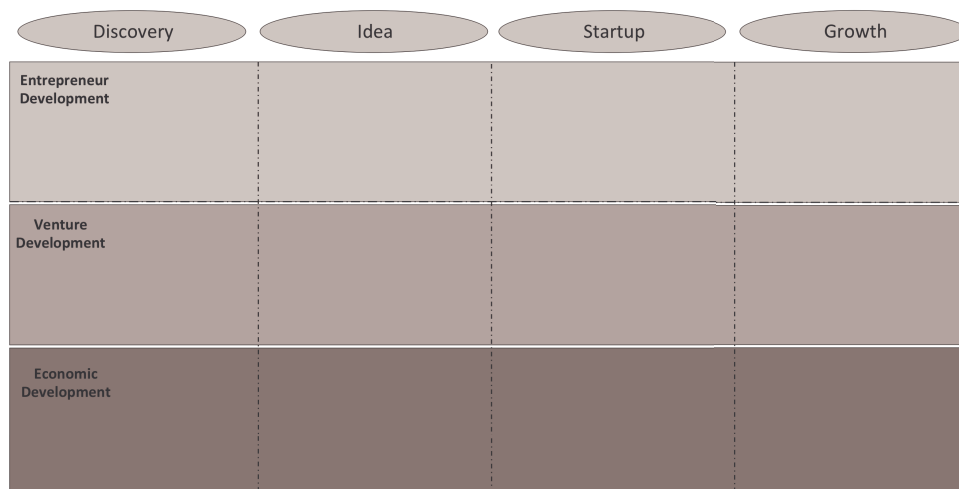 Discovery Idea Startup Growth
Entrepreneur
Development
Venture
Development
Economic
Development